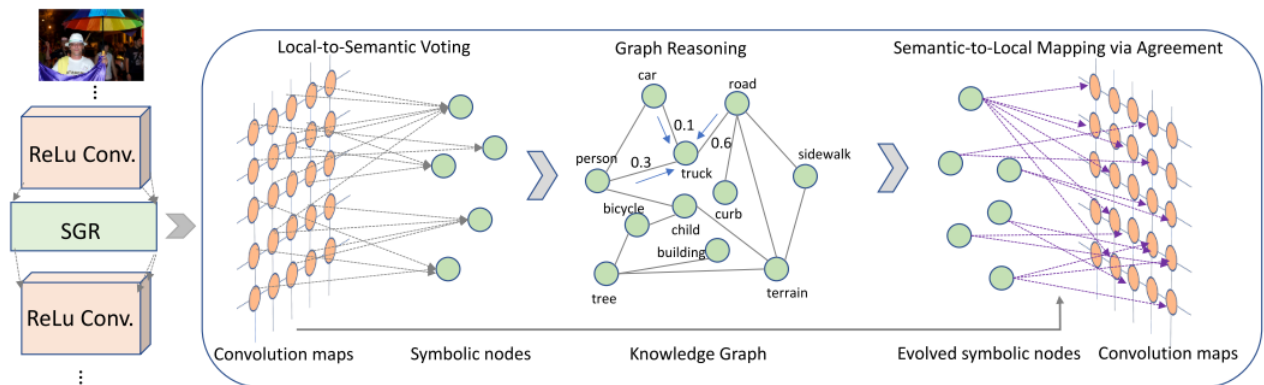 Local-to-Semantic Voting
Graph Reasoning
Semantic-to-Local Mapping via Agreement
ReLu Conv.
SGR
ReLu Conv.
car
road
0.1
0.6
person
0.3
truck
sidewalk
bicycle
child
curb
building
tree
terrain
Convolution maps
Symbolic nodes
Knowledge Graph
Evolved symbolic nodes
Convolution maps